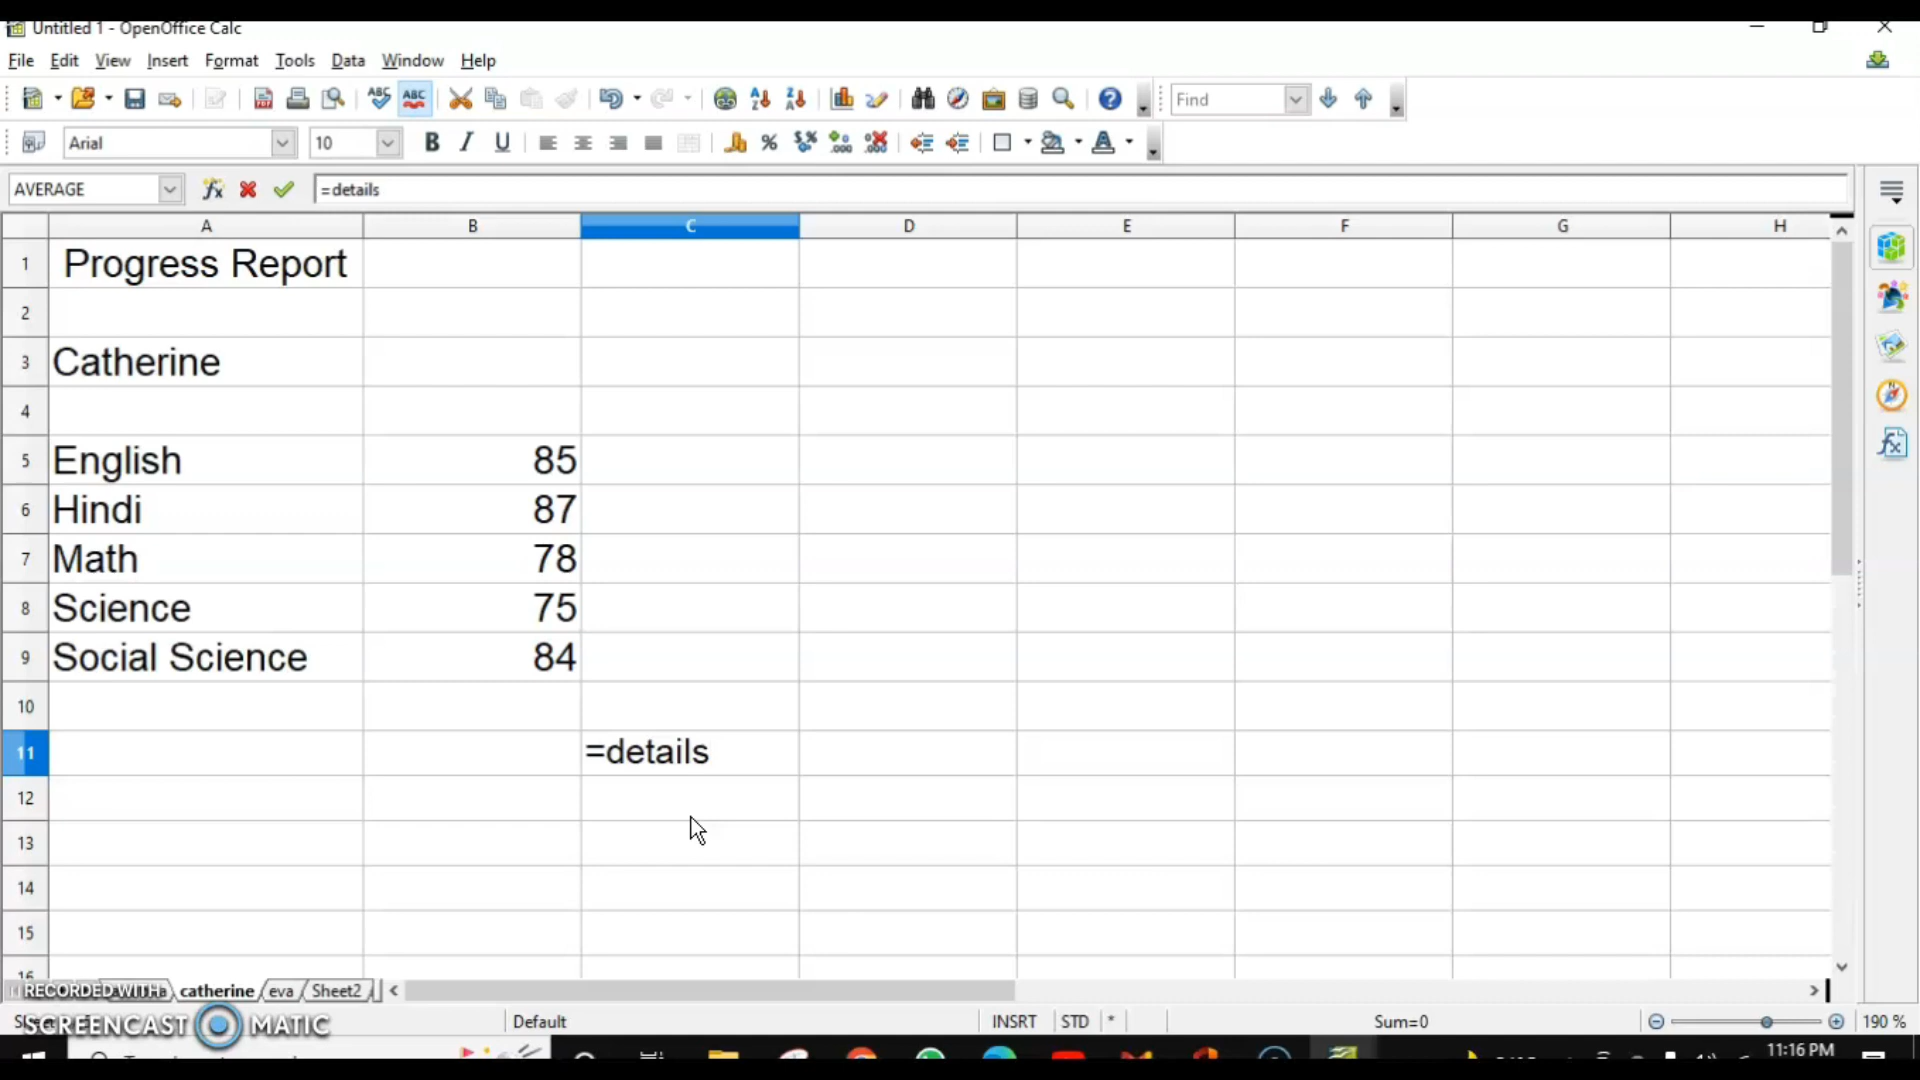 Untitled 1 - OpenOffice Calc
File Edit View Insert Format Tools Data Window Help
Find
Arial 10
AVERAGE =details
A B C D E F G H
1 Progress Report
2
3 Catherine
4
5 English 85
6 Hindi 87
7 Math 78
8 Science 75
9 Social Science 84
10
11 =details
12
13
14
15
16
RECORDED WITH catherine eva Sheet2
SCREENCAST MATIC Default INSRT STD * Sum=0 190 %
11:16 PM